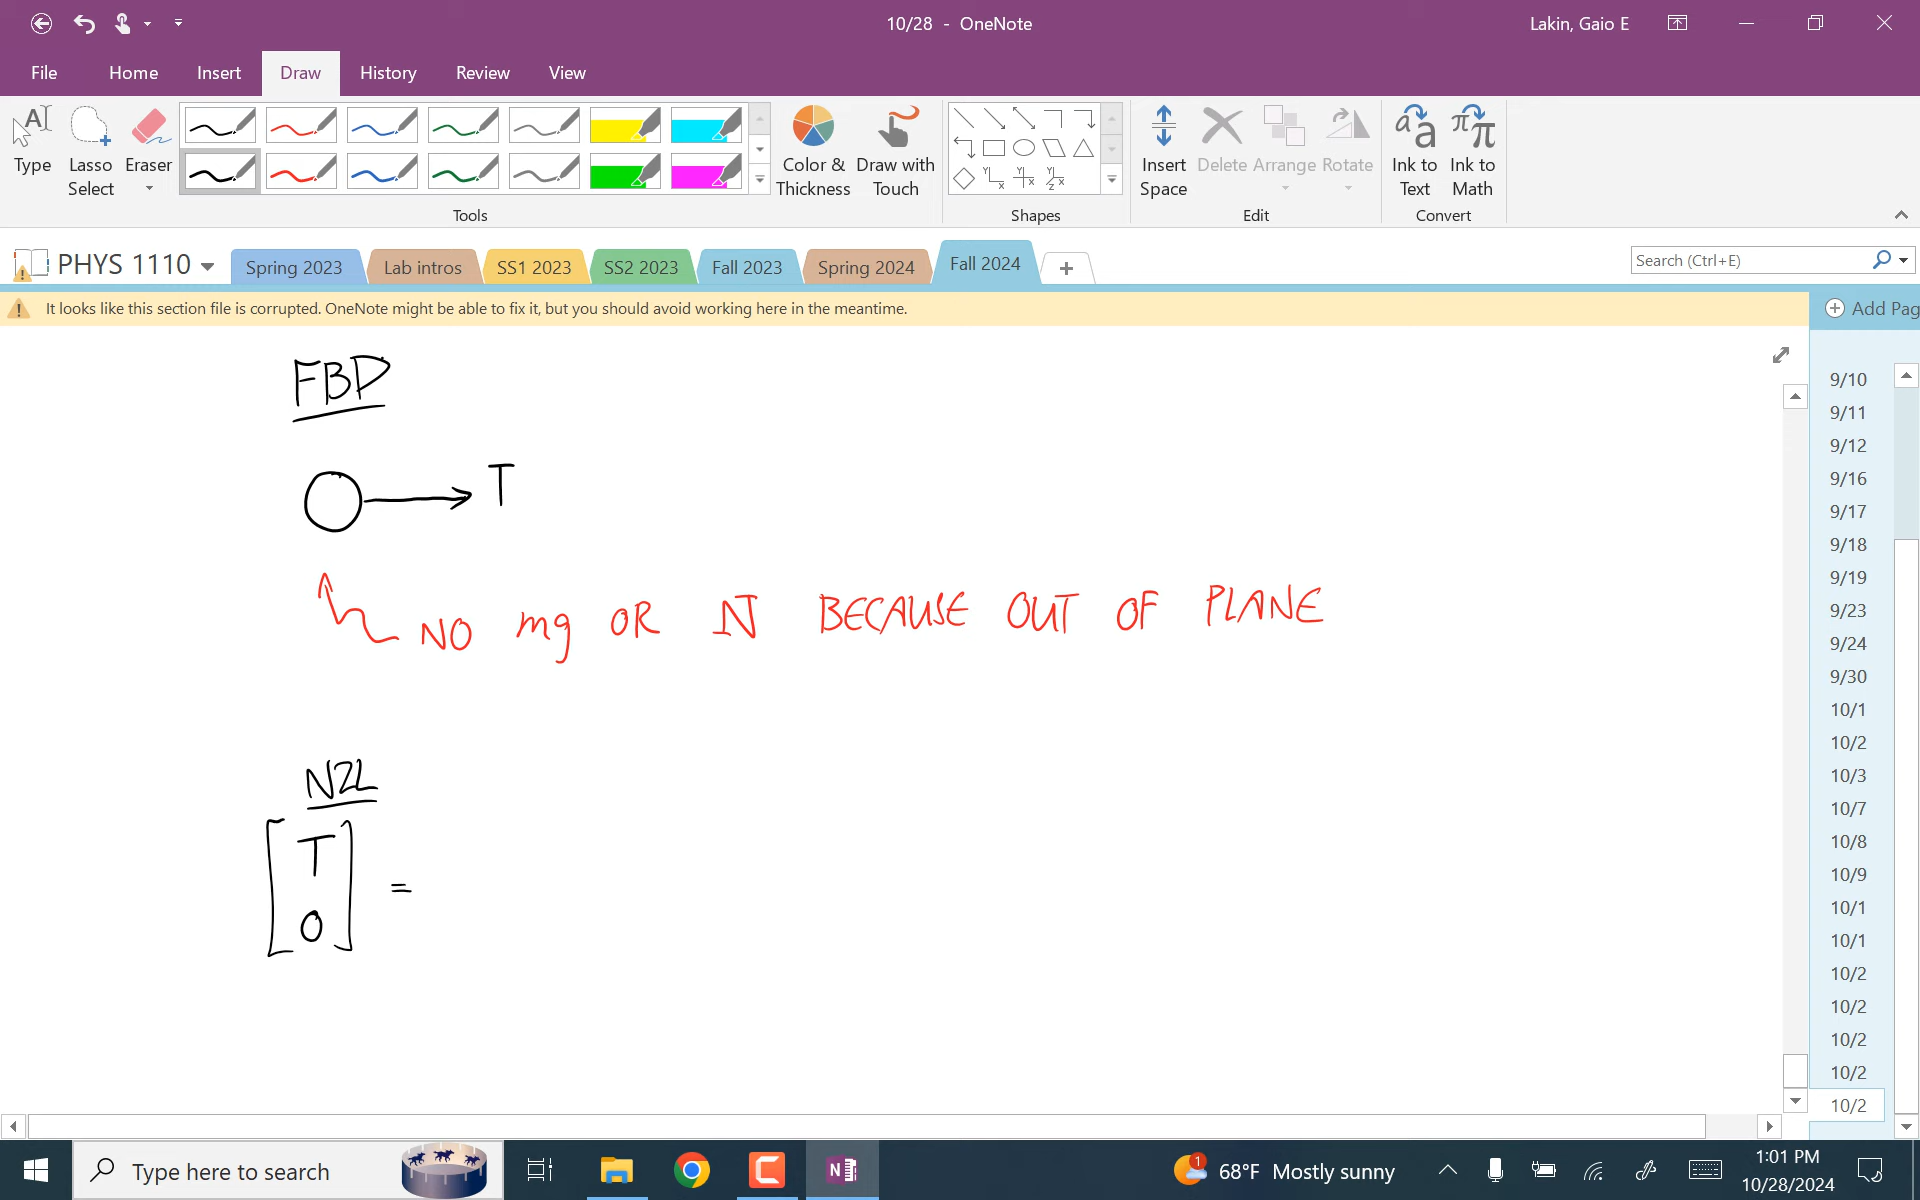 10/28 - OneNote
Lakin, Gaio E
File Home Insert Draw History Review View
Type
Lasso Select
Eraser
Color & Thickness
Draw with Touch
Insert Space
Delete
Arrange
Rotate
Ink to Text
Ink to Math
Tools
Shapes
Edit
Convert
PHYS 1110
Spring 2023
Lab intros
SS1 2023
SS2 2023
Fall 2023
Spring 2024
Fall 2024
Search (Ctrl+E)
It looks like this section file is corrupted. OneNote might be able to fix it, but you should avoid working here in the meantime.
Add Pag
FBD
T
NO mg OR N BECAUSE OUT OF PLANE
N2L
[ T
0 ] =
9/10
9/11
9/12
9/16
9/17
9/18
9/19
9/23
9/24
9/30
10/1
10/2
10/3
10/7
10/8
10/9
10/1
10/1
10/2
10/2
10/2
10/2
10/2
Type here to search
1
68°F Mostly sunny
1:01 PM
10/28/2024